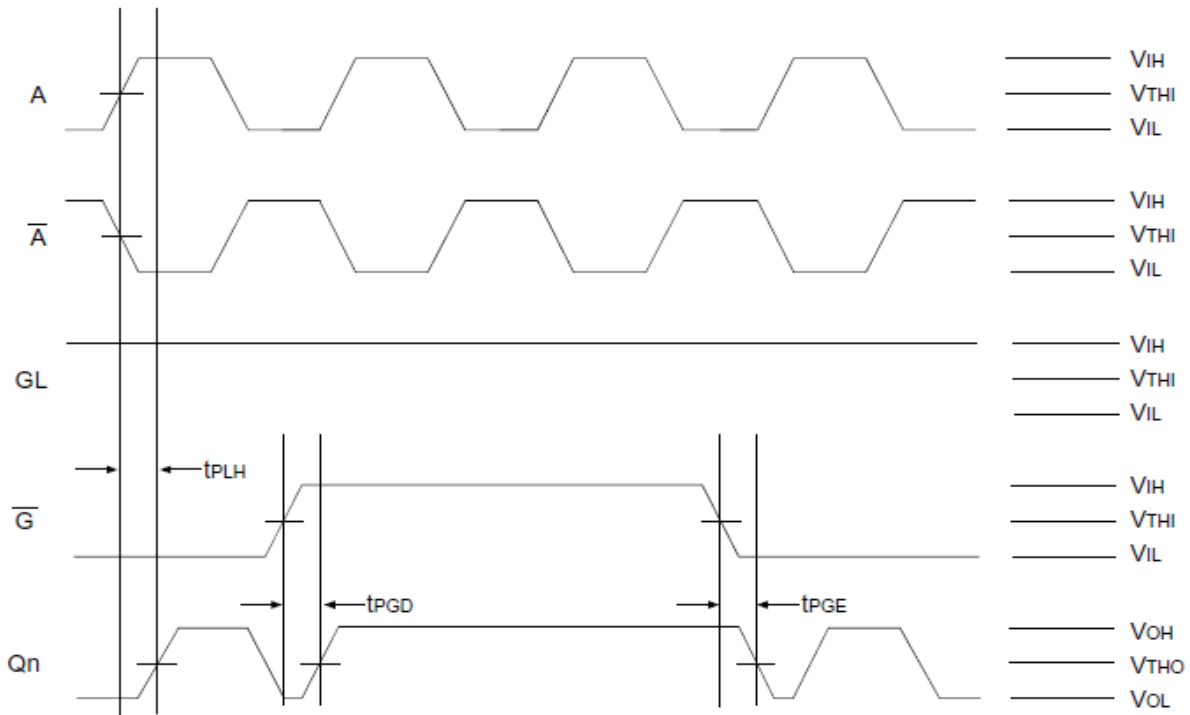 A
VIH
VTHI
VIL
A
VIH
VTHI
VIL
GL
VIH
VTHI
VIL
tPLH
G
VIH
VTHI
VIL
tPGD
tPGE
Qn
VOH
VTHO
VOL